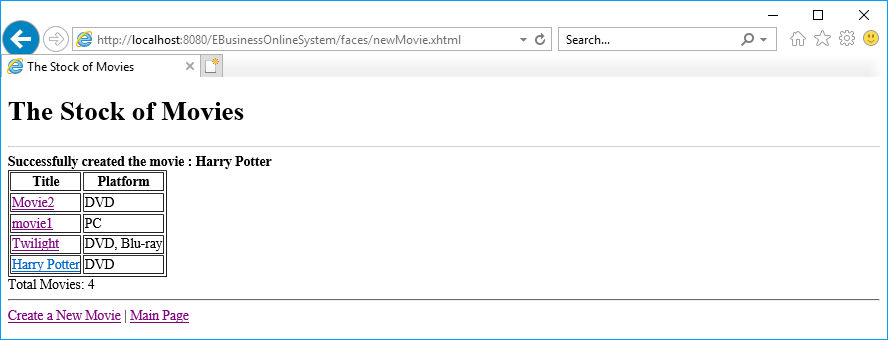 http://localhost:8080/EBusinessOnlineSystem/faces/newMovie.xhtml Search...
The Stock of Movies
The Stock of Movies
Successfully created the movie : Harry Potter
Title Platform
Movie2 DVD
movie1 PC
Twilight DVD, Blu-ray
Harry Potter DVD
Total Movies: 4
Create a New Movie | Main Page